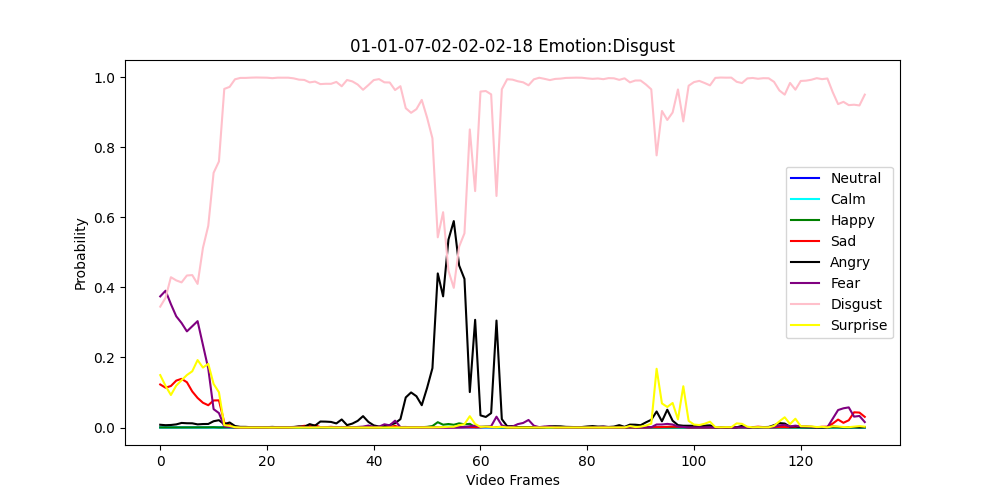 01-01-07-02-02-02-18 Emotion:Disgust
1.0
0.8
0.6
0.4
0.2
0.0
Probability
0
20
40
60
80
100
120
Video Frames
Neutral
Calm
Happy
Sad
Angry
Fear
Disgust
Surprise